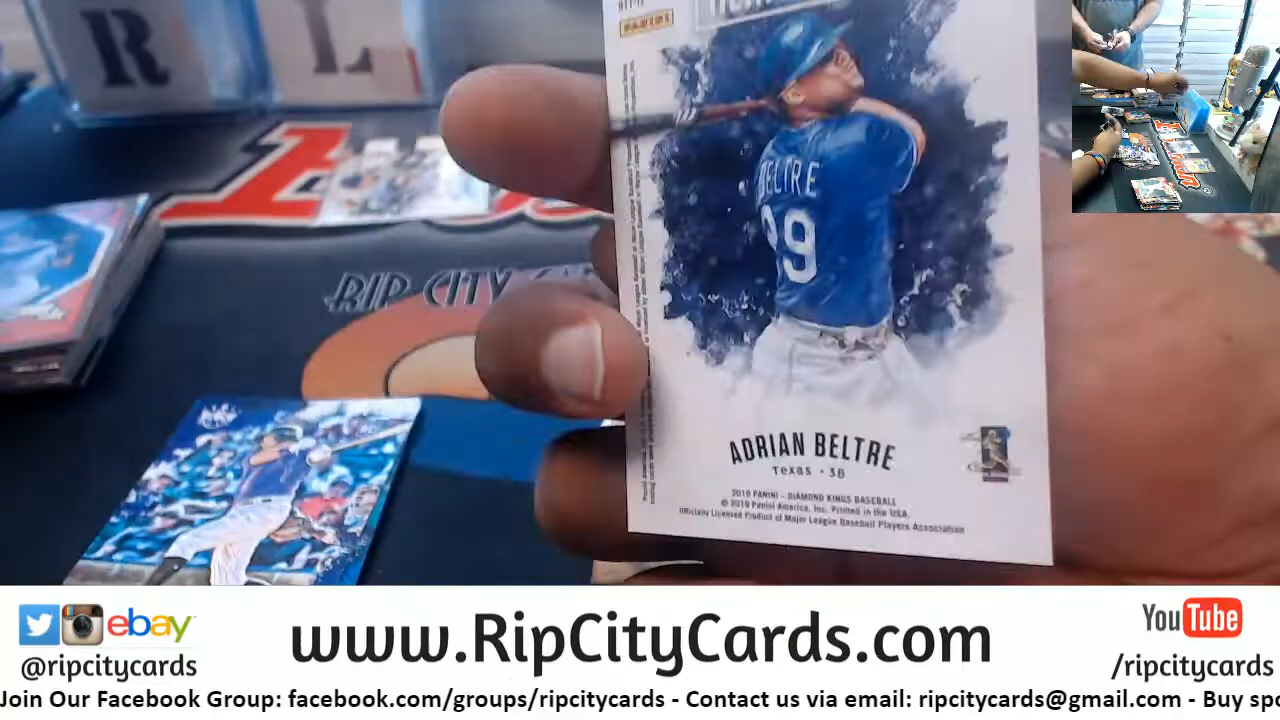 R L
PANINI
RIP CITY
BELTRE
29
ADRIAN BELTRE
Texas • 3B
2019 PANINI – DIAMOND KINGS BASEBALL
© 2019 Panini America, Inc. Printed in the USA.
Officially Licensed Product of Major League Baseball Players Association
ebay
www.RipCityCards.com
YouTube
@ripcitycards
/ripcitycards
Join Our Facebook Group: facebook.com/groups/ripcitycards - Contact us via email: ripcitycards@gmail.com - Buy spo